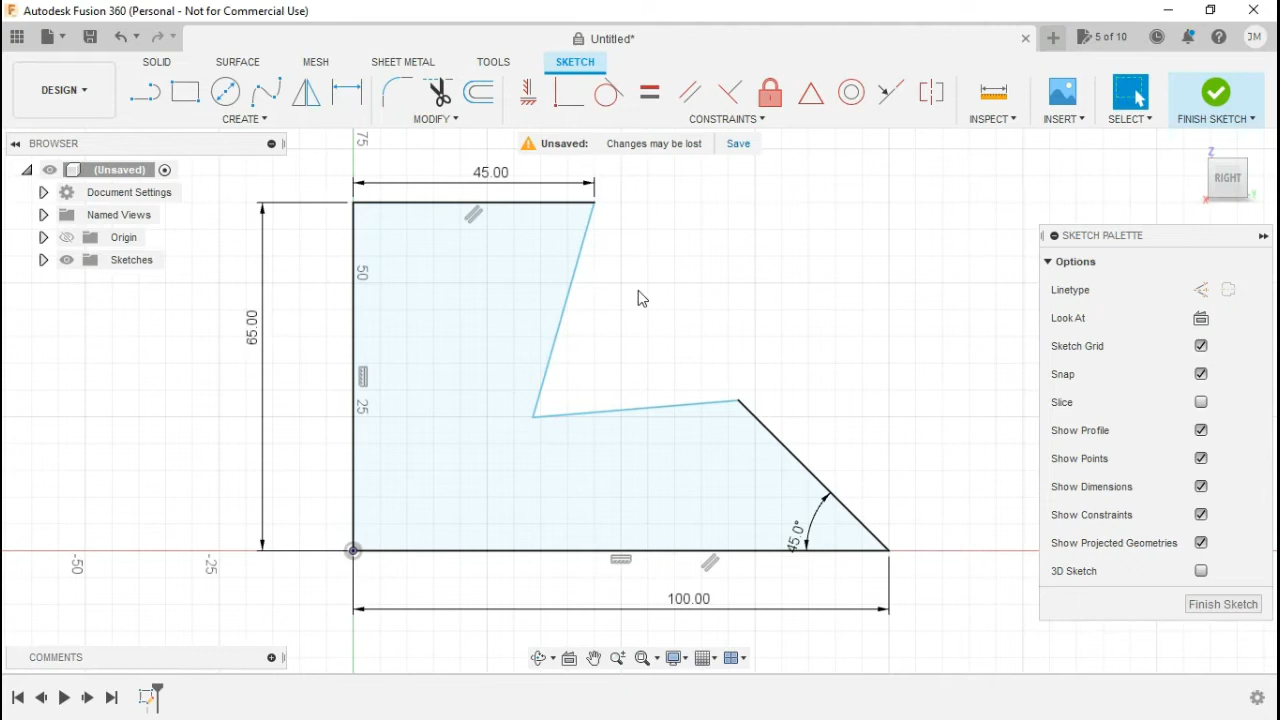 Autodesk Fusion 360 (Personal - Not for Commercial Use)
Untitled*
5 of 10
JM
DESIGN
SOLID
SURFACE
MESH
SHEET METAL
TOOLS
SKETCH
CREATE
MODIFY
CONSTRAINTS
INSPECT
INSERT
SELECT
FINISH SKETCH
BROWSER
Unsaved: Changes may be lost Save
(Unsaved)
Document Settings
Named Views
Origin
Sketches
Z
RIGHT
X
Y
SKETCH PALETTE
Options
Linetype
Look At
Sketch Grid
Snap
Slice
Show Profile
Show Points
Show Dimensions
Show Constraints
Show Projected Geometries
3D Sketch
Finish Sketch
75
45.00
50
65.00
25
45.0°
-50
-25
100.00
COMMENTS